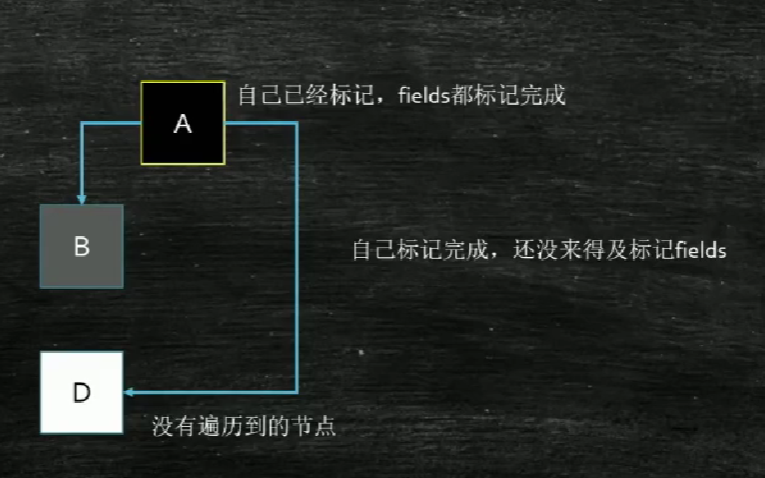 A
自己已经标记，fields都标记完成
B
自己标记完成，还没来得及标记fields
D
没有遍历到的节点